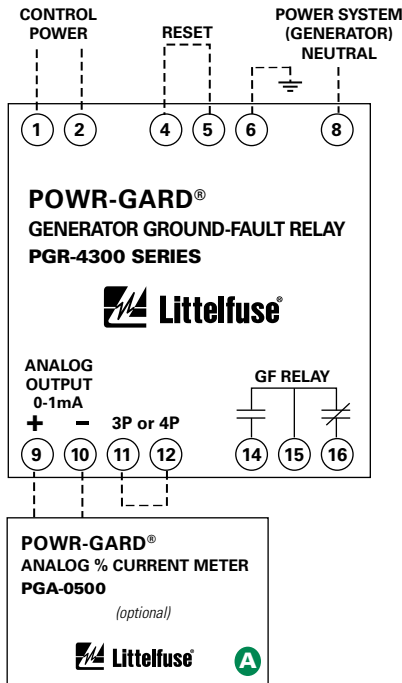 CONTROL
POWER
RESET
POWER SYSTEM
(GENERATOR)
NEUTRAL
1 2 4 5 6 8
POWR-GARD®
GENERATOR GROUND-FAULT RELAY
PGR-4300 SERIES
Littelfuse®
ANALOG
OUTPUT
0-1mA
+ – 3P or 4P
GF RELAY
9 10 11 12 14 15 16
POWR-GARD®
ANALOG % CURRENT METER
PGA-0500
(optional)
Littelfuse®
A